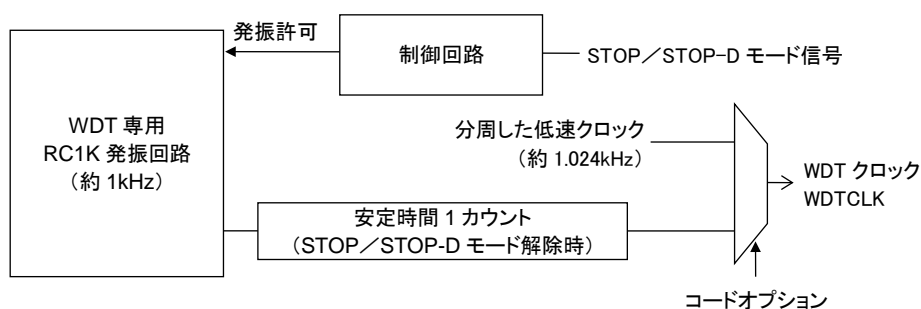 発振許可
制御回路
STOP／STOP-D モード信号
WDT 専用
RC1K 発振回路
（約 1kHz）
分周した低速クロック
（約 1.024kHz）
WDT クロック
WDTCLK
安定時間 1 カウント
（STOP／STOP-D モード解除時）
コードオプション